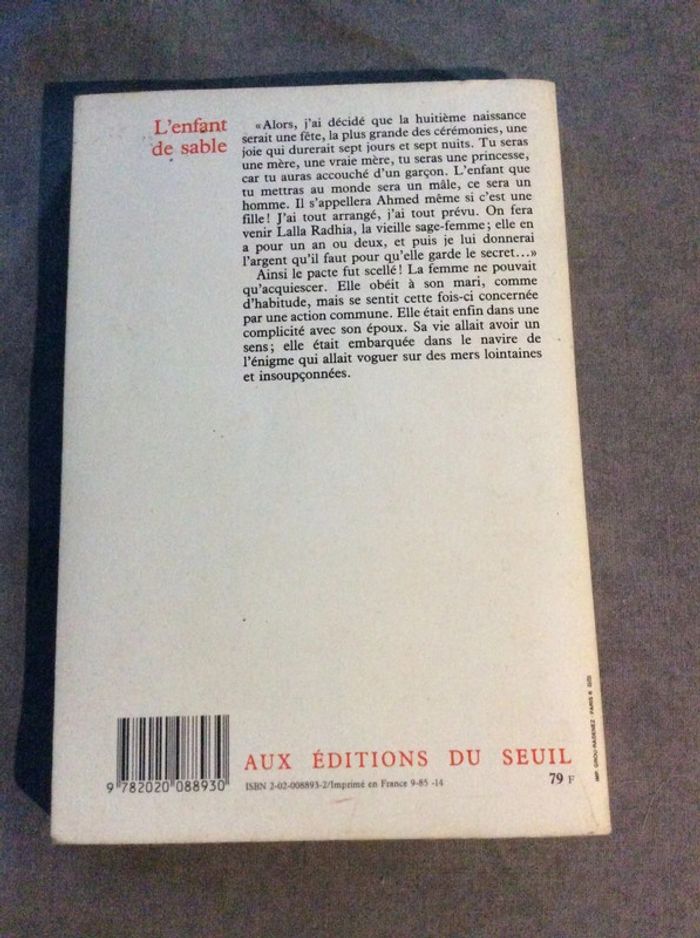 L'enfant
de sable
«Alors, j'ai décidé que la huitième naissance
serait une fête, la plus grande des cérémonies, une
joie qui durerait sept jours et sept nuits. Tu seras
une mère, une vraie mère, tu seras une princesse,
car tu auras accouché d'un garçon. L'enfant que
tu mettras au monde sera un mâle, ce sera un
homme. Il s'appellera Ahmed même si c'est une
fille! J'ai tout arrangé, j'ai tout prévu. On fera
venir Lalla Radhia, la vieille sage-femme; elle en
a pour un an ou deux, et puis je lui donnerai
l'argent qu'il faut pour qu'elle garde le secret...»
Ainsi le pacte fut scellé! La femme ne pouvait
qu'acquiescer. Elle obéit à son mari, comme
d'habitude, mais se sentit cette fois-ci concernée
par une action commune. Elle était enfin dans une
complicité avec son époux. Sa vie allait avoir un
sens; elle était embarquée dans le navire de
l'énigme qui allait voguer sur des mers lointaines
et insoupçonnées.
AUX ÉDITIONS DU SEUIL
9 782020 088930
ISBN 2-02-008893-2/Imprimé en France 9-85 -14
79 F
IMP. GIROU-RADENEZ - PARIS 6